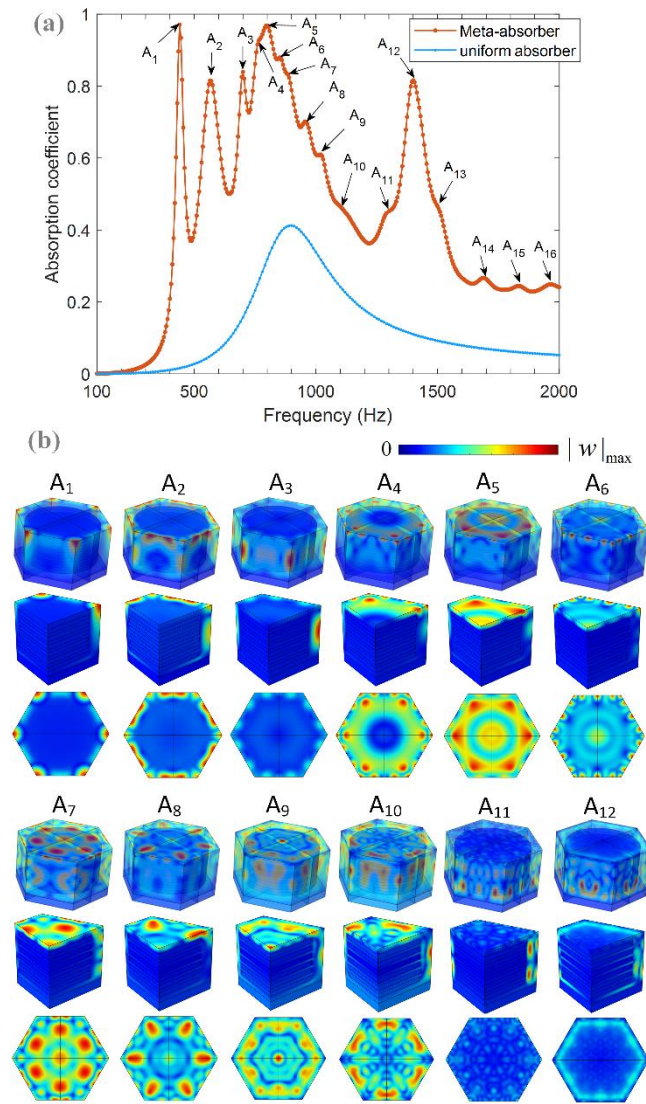 (a)
A1
A2
A3
A4
A5
A6
A7
A8
A9
A10
A11
A12
A13
A14
A15
A16
Meta-absorber
uniform absorber
Absorption coefficient
1
0.8
0.6
0.4
0.2
0
100
500
1000
1500
2000
Frequency (Hz)
(b)
0
|w|max
A1 A2 A3 A4 A5 A6
A7 A8 A9 A10 A11 A12